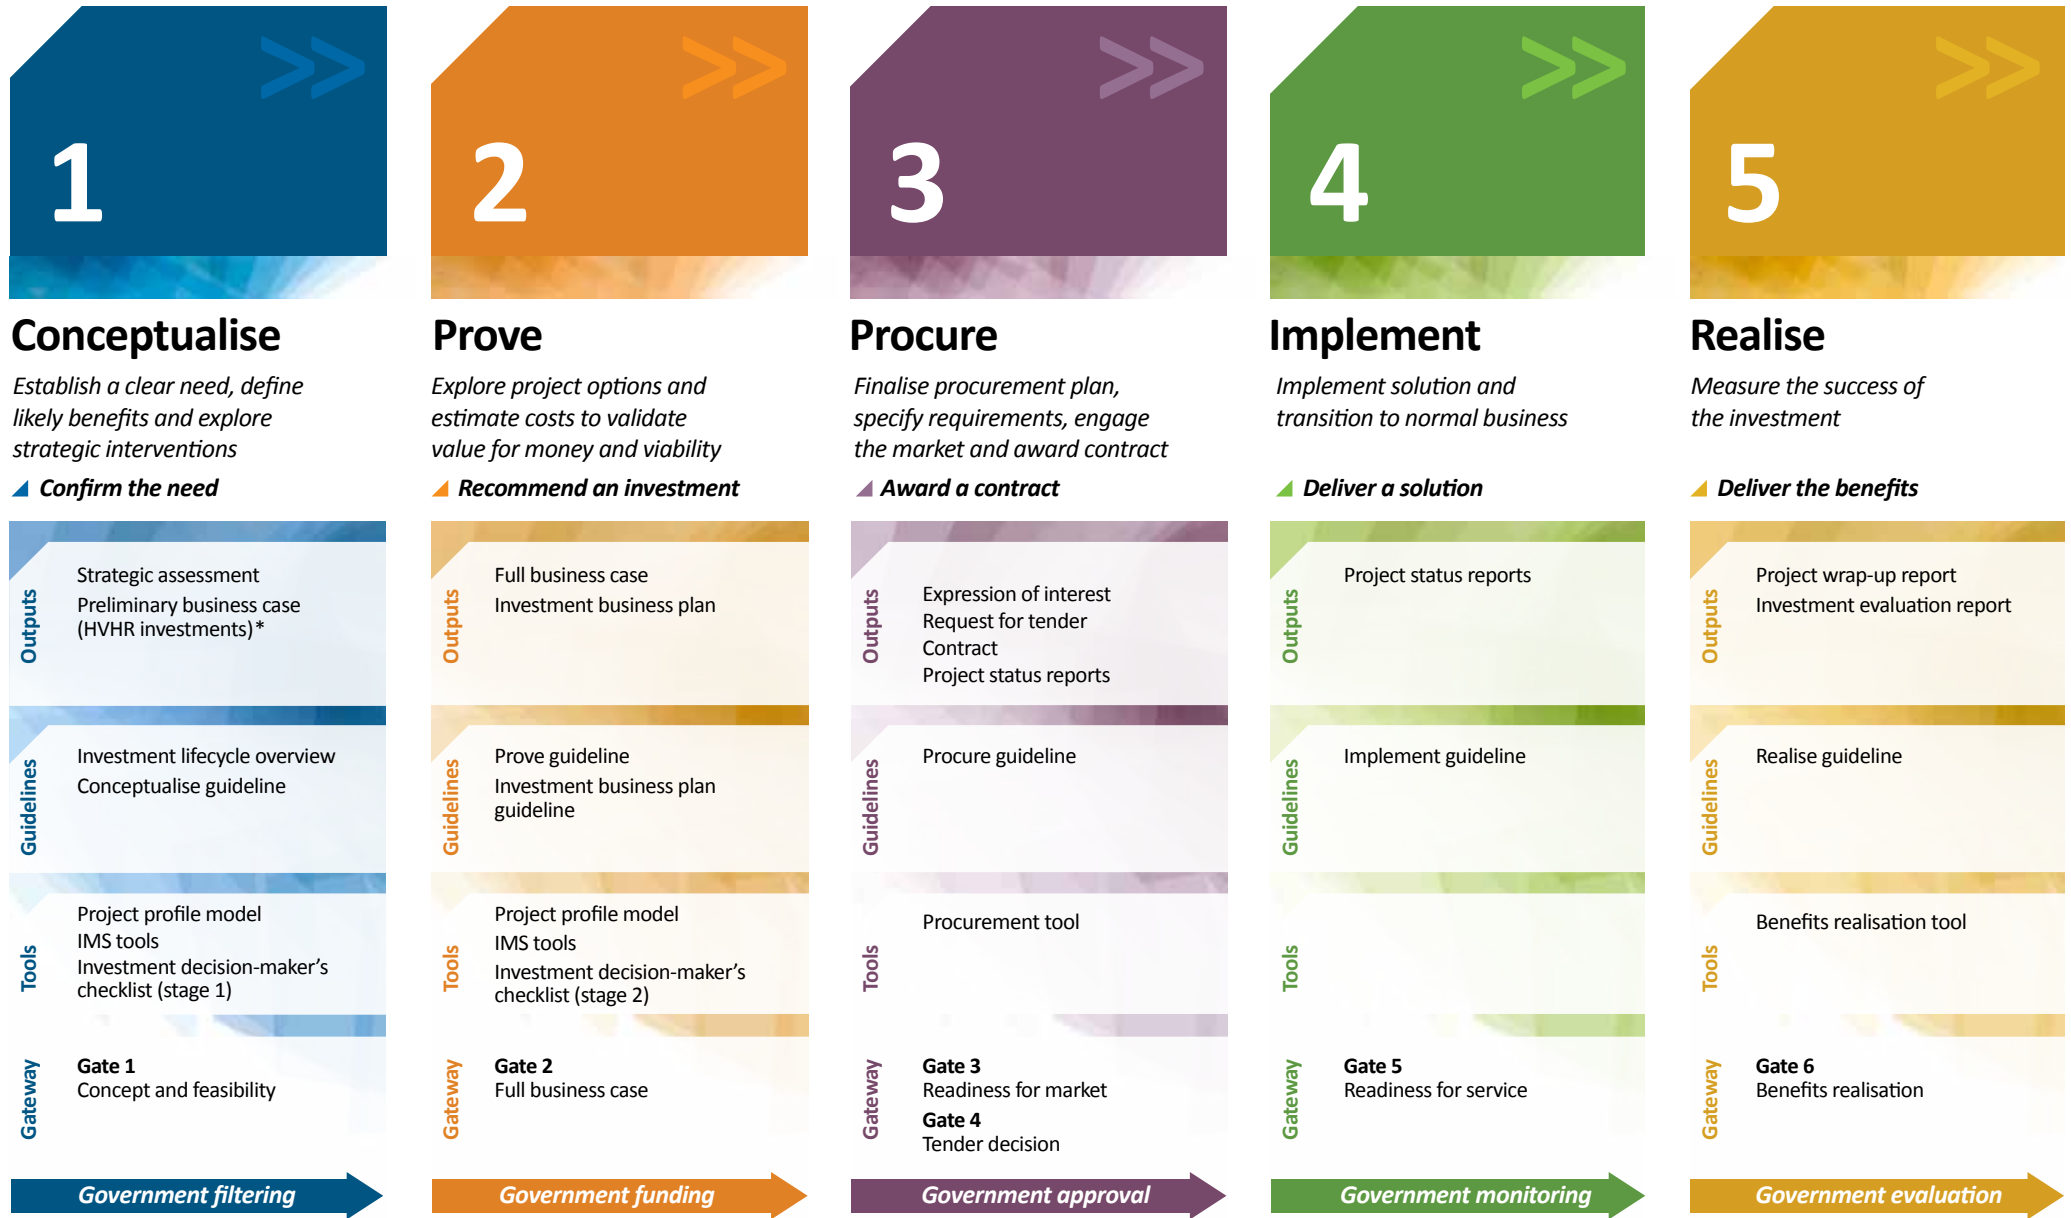 >>
1
Conceptualise
Establish a clear need, define
likely benefits and explore
strategic interventions
Confirm the need
Outputs
Strategic assessment
Preliminary business case
(HVHR investments)*
Guidelines
Investment lifecycle overview
Conceptualise guideline
Tools
Project profile model
IMS tools
Investment decision-maker’s
checklist (stage 1)
Gateway
Gate 1
Concept and feasibility
Government filtering
>>
2
Prove
Explore project options and
estimate costs to validate
value for money and viability
Recommend an investment
Outputs
Full business case
Investment business plan
Guidelines
Prove guideline
Investment business plan
guideline
Tools
Project profile model
IMS tools
Investment decision-maker’s
checklist (stage 2)
Gateway
Gate 2
Full business case
Government funding
>>
3
Procure
Finalise procurement plan,
specify requirements, engage
the market and award contract
Award a contract
Outputs
Expression of interest
Request for tender
Contract
Project status reports
Guidelines
Procure guideline
Tools
Procurement tool
Gateway
Gate 3
Readiness for market
Gate 4
Tender decision
Government approval
>>
4
Implement
Implement solution and
transition to normal business
Deliver a solution
Outputs
Project status reports
Guidelines
Implement guideline
Tools
Gateway
Gate 5
Readiness for service
Government monitoring
>>
5
Realise
Measure the success of
the investment
Deliver the benefits
Outputs
Project wrap-up report
Investment evaluation report
Guidelines
Realise guideline
Tools
Benefits realisation tool
Gateway
Gate 6
Benefits realisation
Government evaluation